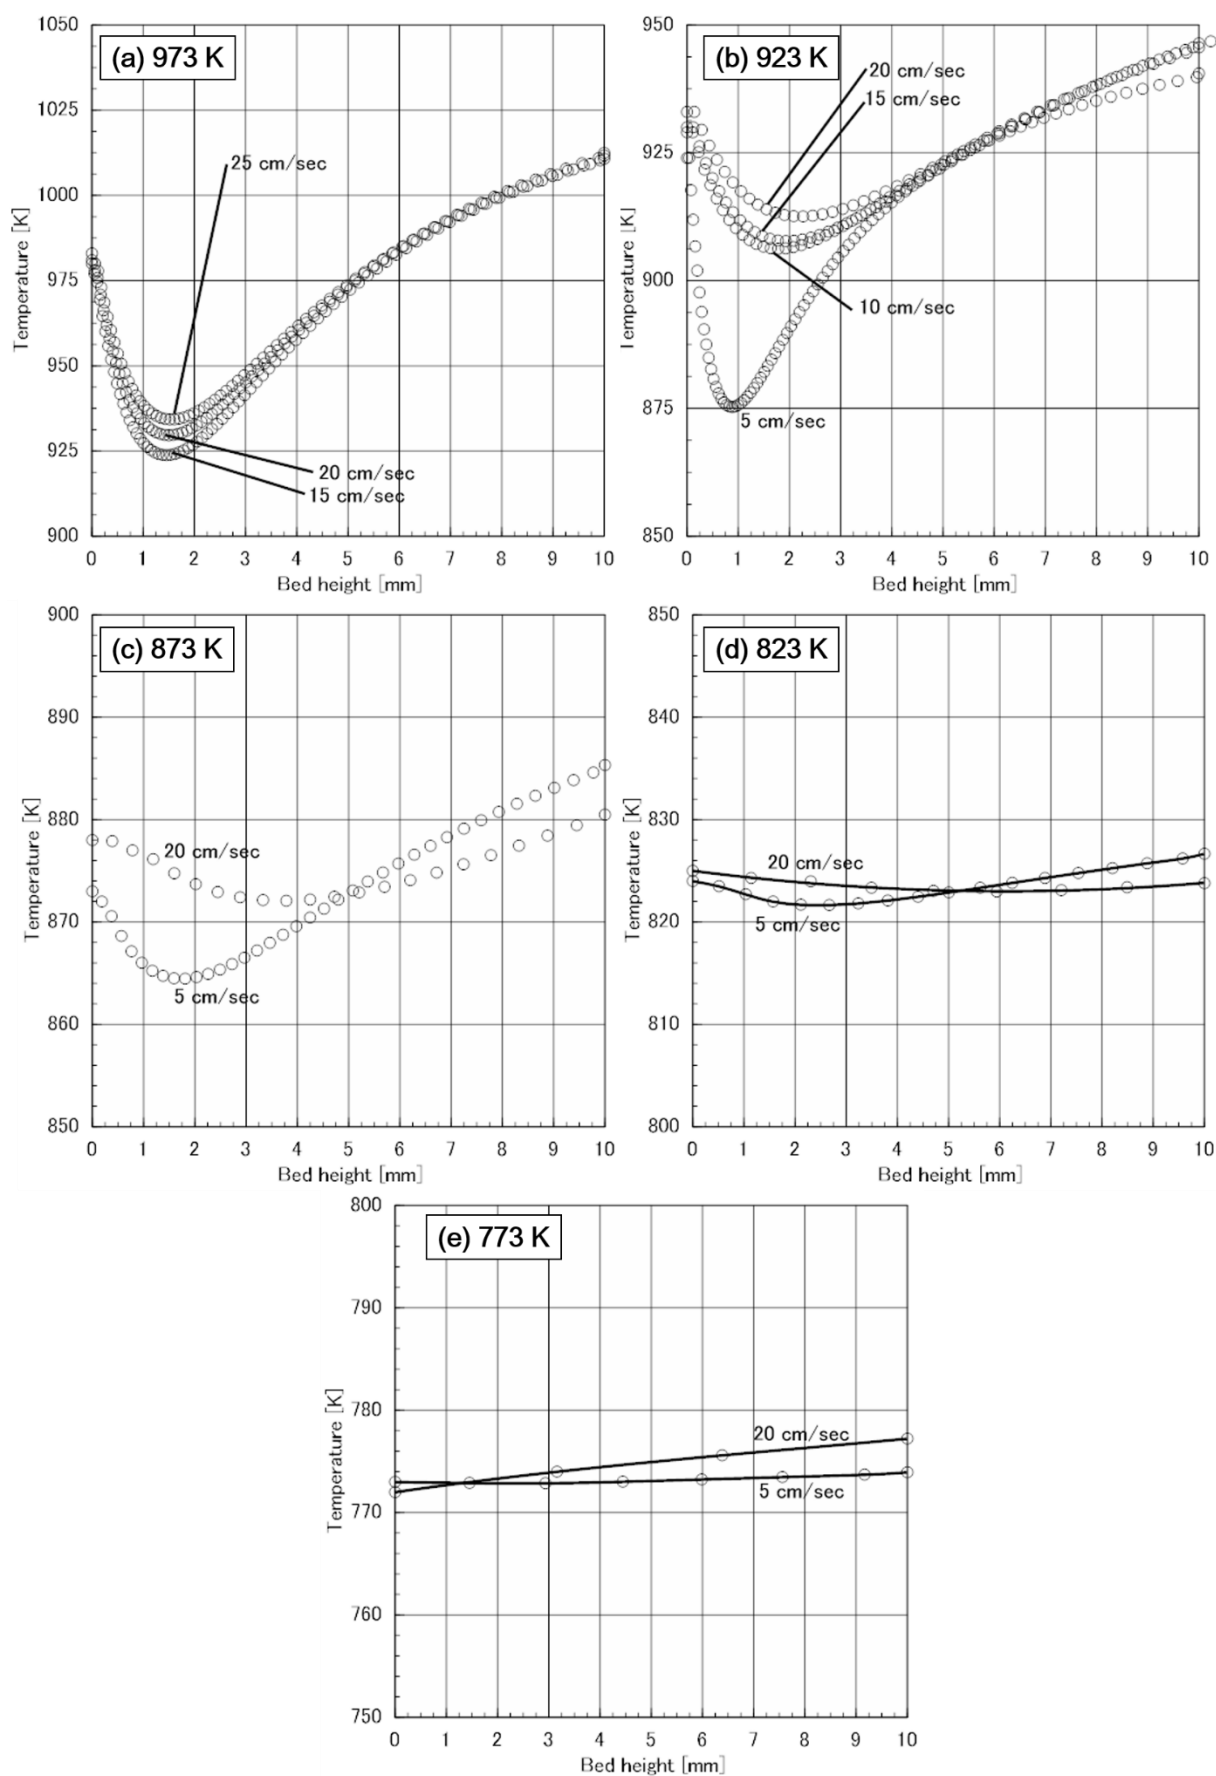 (a) 973 K
1050
1025
1000
975
950
925
900
Temperature [K]
25 cm/sec
20 cm/sec
15 cm/sec
0 1 2 3 4 5 6 7 8 9 10
Bed height [mm]
(b) 923 K
950
925
900
875
850
Temperature [K]
20 cm/sec
15 cm/sec
10 cm/sec
5 cm/sec
0 1 2 3 4 5 6 7 8 9 10
Bed height [mm]
(c) 873 K
900
890
880
870
860
850
Temperature [K]
20 cm/sec
5 cm/sec
0 1 2 3 4 5 6 7 8 9 10
Bed height [mm]
(d) 823 K
850
840
830
820
810
800
Temperature [K]
20 cm/sec
5 cm/sec
0 1 2 3 4 5 6 7 8 9 10
Bed height [mm]
(e) 773 K
800
790
780
770
760
750
Temperature [K]
20 cm/sec
5 cm/sec
0 1 2 3 4 5 6 7 8 9 10
Bed height [mm]